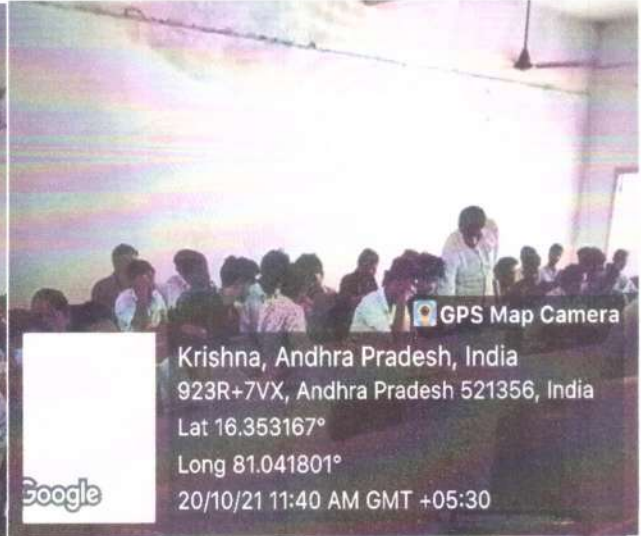 GPS Map Camera
Krishna, Andhra Pradesh, India
923R+7VX, Andhra Pradesh 521356, India
Lat 16.353167°
Long 81.041801°
20/10/21 11:40 AM GMT +05:30
Google